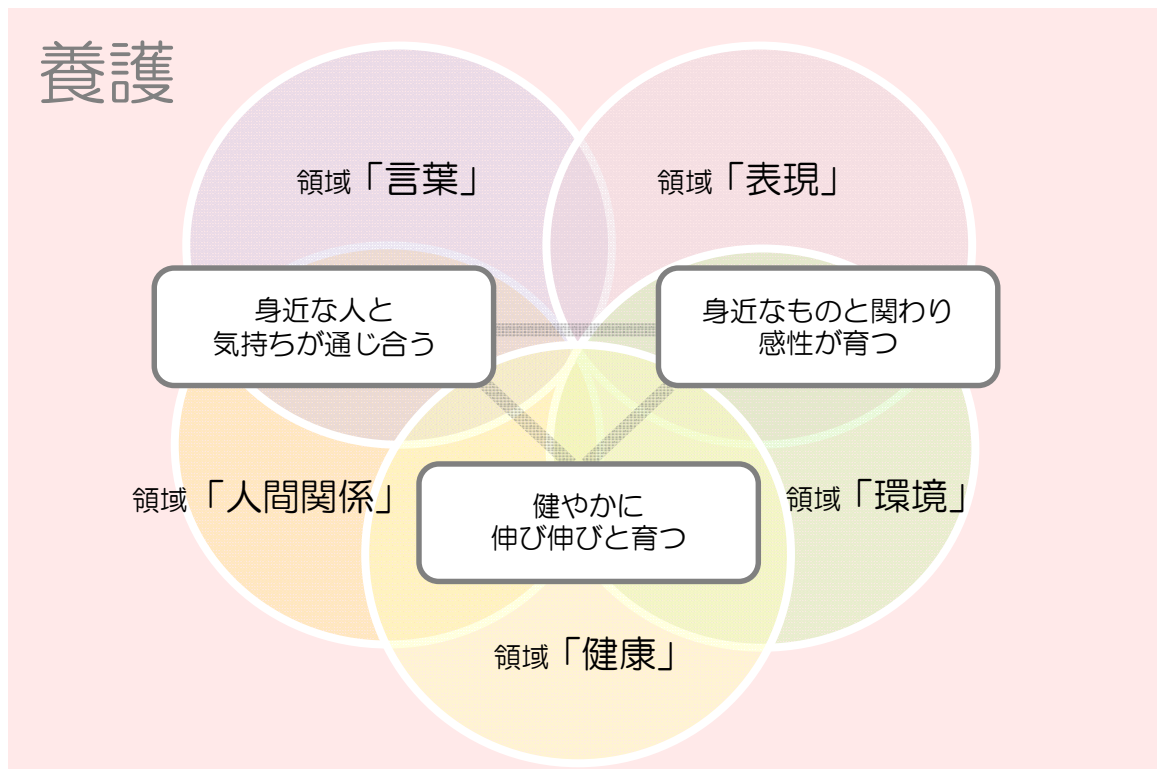 養護
領域「言葉」
領域「表現」
身近な人と
気持ちが通じ合う
身近なものと関わり
感性が育つ
領域「人間関係」
健やかに
伸び伸びと育つ
領域「環境」
領域「健康」